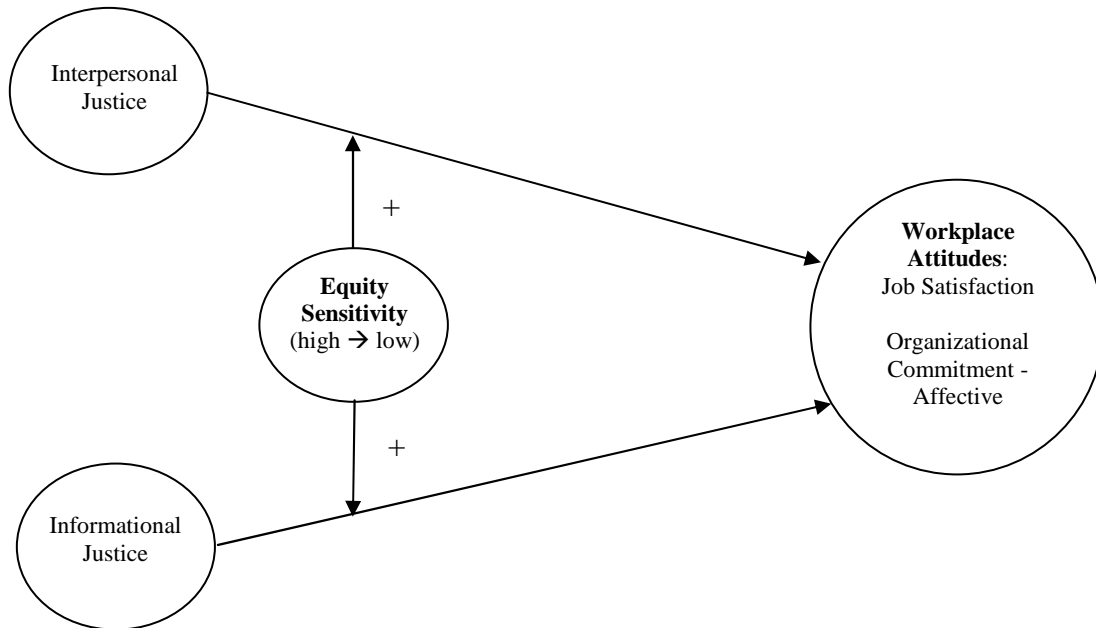 Interpersonal
Justice
+
Equity
Sensitivity
(high → low)
+
Informational
Justice
Workplace
Attitudes:
Job Satisfaction
Organizational
Commitment -
Affective